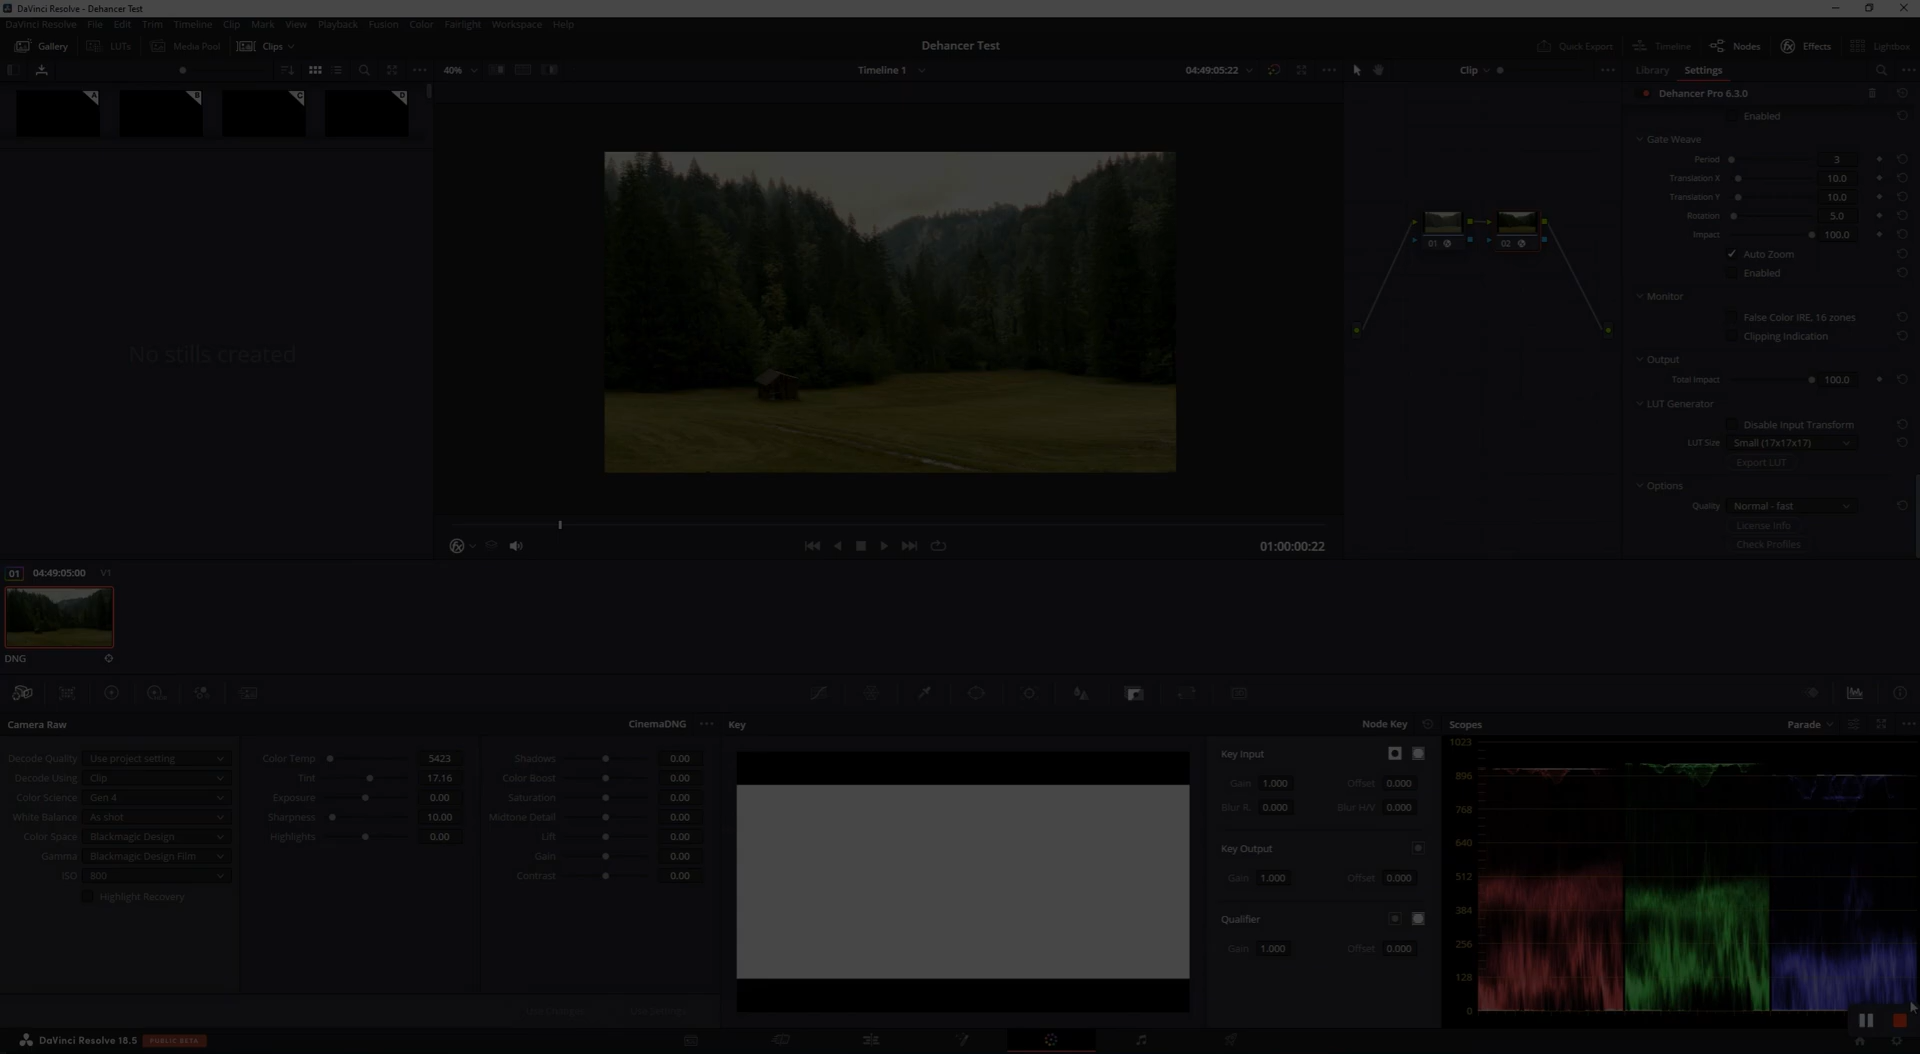 DaVinci Resolve - Dehancer Test
DaVinci Resolve File Edit Trim Timeline Clip Mark View Playback Fusion Color Fairlight Workspace Help
Gallery LUTs Media Pool Clips
Dehancer Test
Quick Export Timeline Nodes Effects Lightbox
40%
Timeline 1
04:49:05:22
Clip
Library Settings
A B C D
No stills created
01 02
Dehancer Pro 6.3.0
Enabled
Gate Weave
Period 3
Translation X 10.0
Translation Y 10.0
Rotation 5.0
Impact 100.0
Auto Zoom
Enabled
Monitor
False Color IRE, 16 zones
Clipping Indication
Output
Total Impact 100.0
LUT Generator
Disable Input Transform
LUT Size Small (17x17x17)
Export LUT
Options
Quality Normal - fast
License info
Check Profiles
01:00:00:22
01 04:49:05:00 V1
DNG
Camera Raw
CinemaDNG
Decode Quality Use project setting
Decode Using Clip
Color Science Gen 4
White Balance As shot
Color Space Blackmagic Design
Gamma Blackmagic Design Film
ISO 800
Highlight Recovery
Color Temp 5423
Tint 17.16
Exposure 0.00
Sharpness 10.00
Highlights 0.00
Shadows 0.00
Color Boost 0.00
Saturation 0.00
Midtone Detail 0.00
Lift 0.00
Gain 0.00
Contrast 0.00
Use Changes Use Settings
Key
Node Key
Key Input
Gain 1.000 Offset 0.000
Blur R. 0.000 Blur H/V 0.000
Key Output
Gain 1.000 Offset 0.000
Qualifier
Gain 1.000 Offset 0.000
Scopes
Parade
1023
896
768
640
512
384
256
128
0
DaVinci Resolve 18.5 PUBLIC BETA